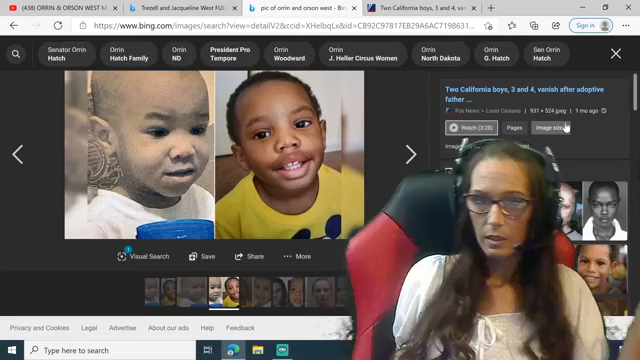 (438) ORRIN & ORSON WEST M
Trezell and Jacqueline West FULL
pic of orrin and orson west - Bin
Two California boys, 3 and 4, van
https://www.bing.com/images/search?view=detailV2&ccid=XHelbqLx&id=CB92C97817EB29A6AC7198631...
Sign in
Senator Orrin Hatch
Orrin Hatch Family
Orrin ND
President Pro Tempore
Orrin Woodward
Orrin J. Heller Circus Women
Orrin North Dakota
Orrin G. Hatch
Sen Orrin Hatch
Two California boys, 3 and 4, vanish after adoptive
father ...
Fox News › Louis Casiano | 931 × 524 jpeg | 1 mo ago
Watch (3:28)
Pages
Image size
1
Visual Search
Save
Share
More
Privacy and Cookies
Legal
Advertise
About our ads
Help
Feedback
Type here to search